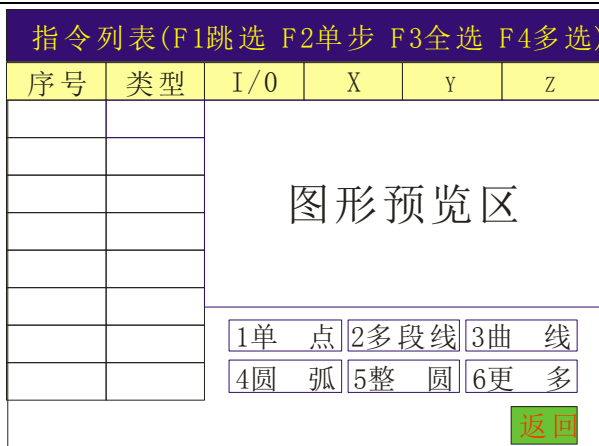 指令列表(F1跳选 F2单步 F3全选 F4多选)
序号 类型 I/O X Y Z
图形预览区
1单 点 2多段线 3曲 线
4圆 弧 5整 圆 6更 多
返回